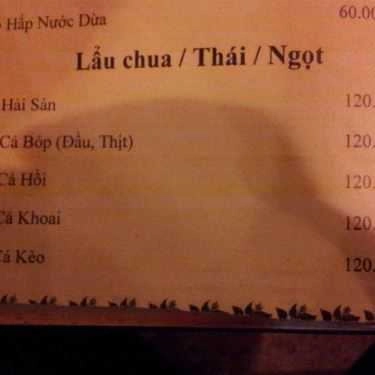 Hấp Nước Dừa 60.00
Lẩu chua / Thái / Ngọt
Hải Sản 120.
Cá Bóp (Đầu, Thịt) 120.
Cá Hồi 120.
Cá Khoai 120.
Cá Kèo 120.